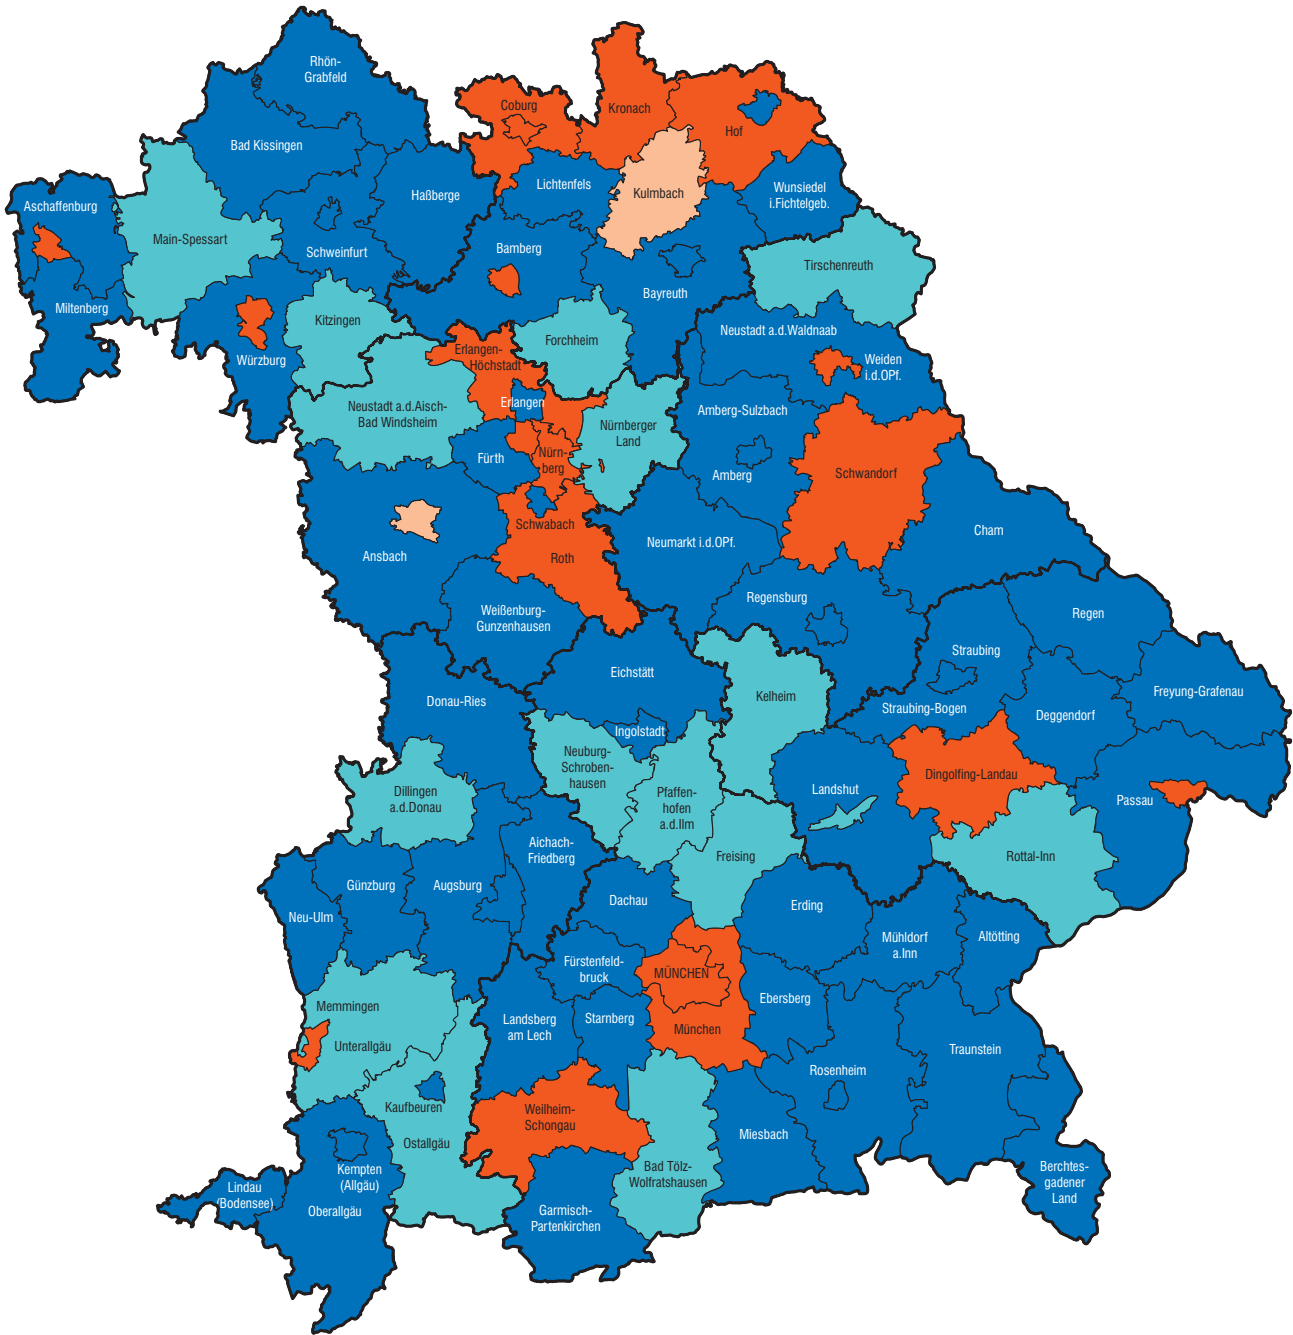 Rhön-
Grabfeld
Coburg
Kronach
Hof
Bad Kissingen
Haßberge
Lichtenfels
Kulmbach
Wunsiedel
i.Fichtelgeb.
Aschaffenburg
Main-Spessart
Schweinfurt
Bamberg
Tirschenreuth
Bayreuth
Miltenberg
Kitzingen
Neustadt a.d.Waldnaab
Forchheim
Erlangen-
Höchstadt
Würzburg
Weiden
i.d.OPf.
Erlangen
Neustadt a.d.Aisch-
Bad Windsheim
Amberg-Sulzbach
Nürnberger
Land
Fürth
Nürn-
berg
Amberg
Schwandorf
Schwabach
Cham
Neumarkt i.d.OPf.
Ansbach
Roth
Regensburg
Regen
Weißenburg-
Gunzenhausen
Straubing
Eichstätt
Freyung-Grafenau
Donau-Ries
Kelheim
Straubing-Bogen
Deggendorf
Ingolstadt
Neuburg-
Schroben-
hausen
Dingolfing-Landau
Dillingen
a.d.Donau
Pfaffen-
hofen
a.d.Ilm
Landshut
Passau
Aichach-
Friedberg
Freising
Rottal-Inn
Günzburg
Augsburg
Dachau
Erding
Neu-Ulm
Mühldorf
a.Inn
Altötting
Fürstenfeld-
bruck
MÜNCHEN
Ebersberg
Memmingen
Landsberg
am Lech
Starnberg
München
Unterallgäu
Traunstein
Rosenheim
Kaufbeuren
Weilheim-
Schongau
Miesbach
Ostallgäu
Kempten
(Allgäu)
Bad Tölz-
Wolfratshausen
Berchtes-
gadener
Land
Lindau
(Bodensee)
Oberallgäu
Garmisch-
Partenkirchen